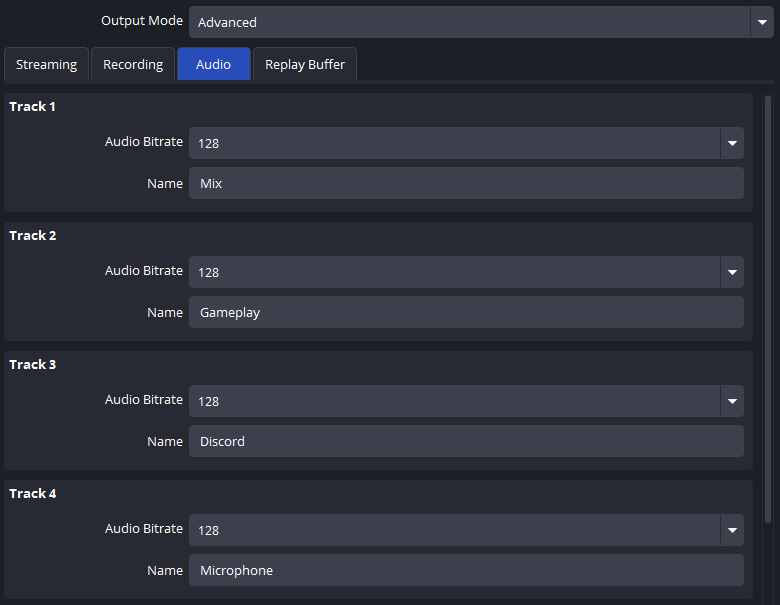 Output Mode Advanced
Streaming Recording Audio Replay Buffer
Track 1
Audio Bitrate 128
Name Mix
Track 2
Audio Bitrate 128
Name Gameplay
Track 3
Audio Bitrate 128
Name Discord
Track 4
Audio Bitrate 128
Name Microphone